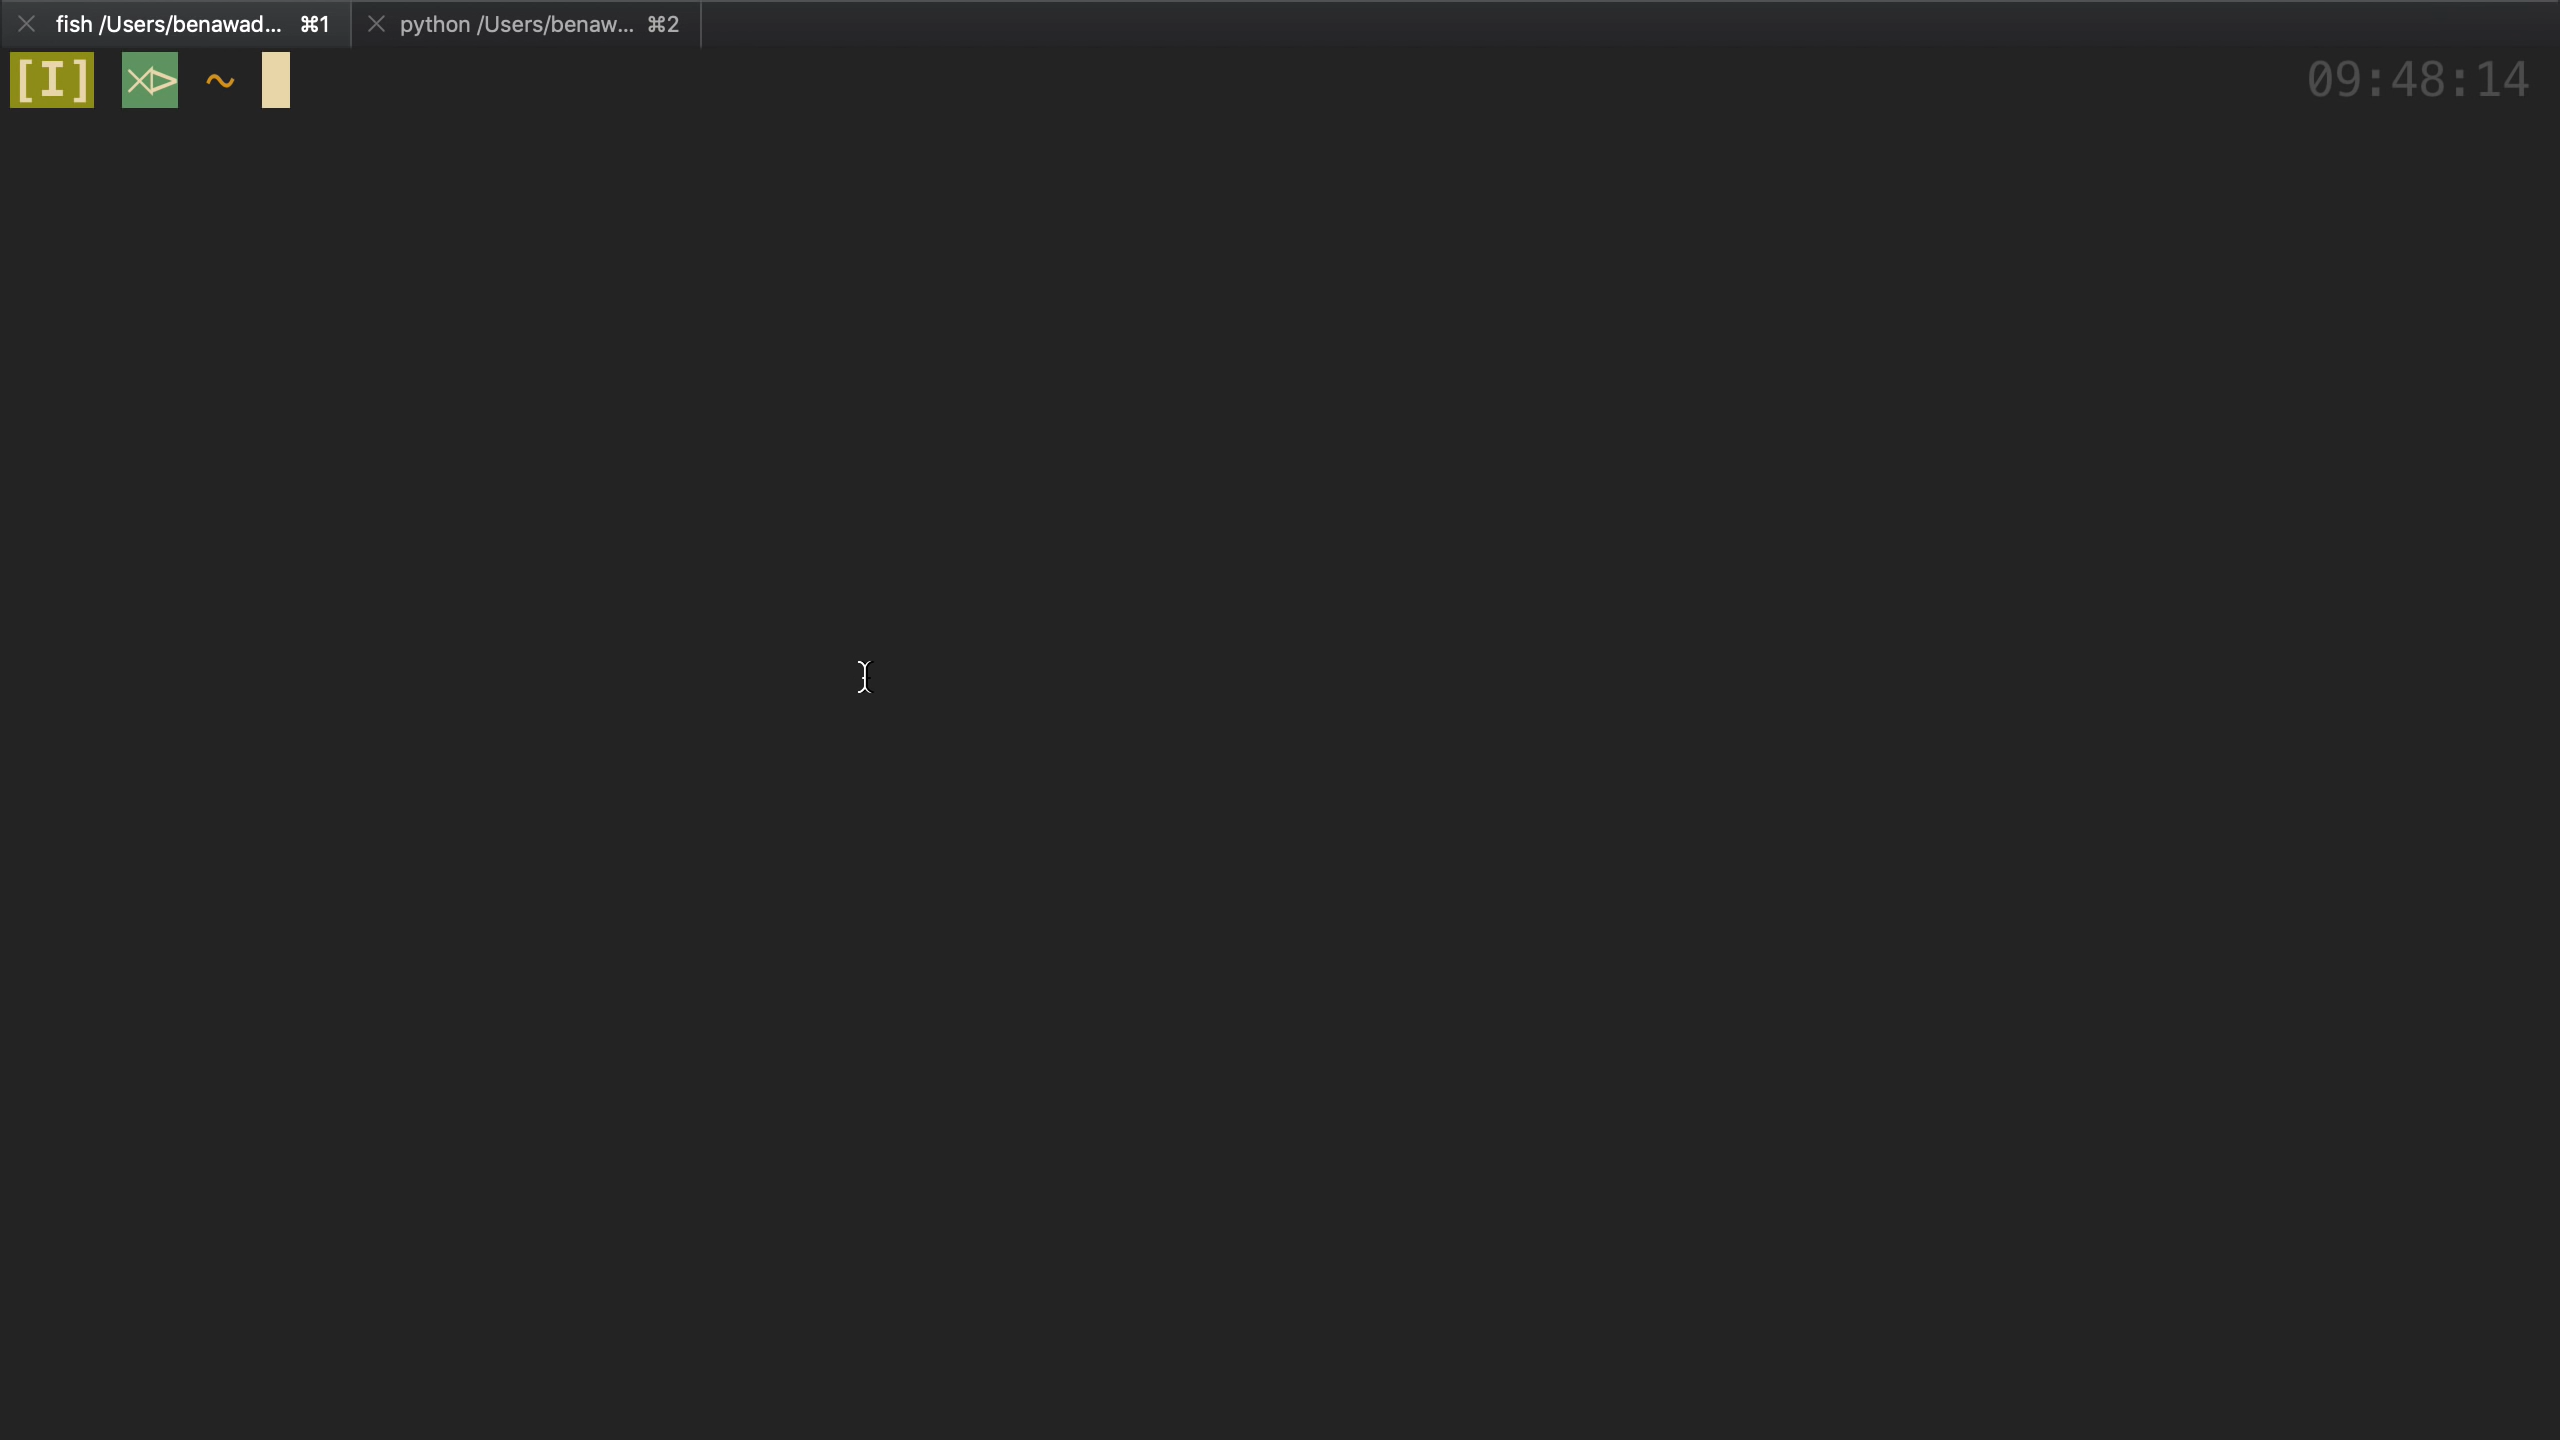 fish /Users/benawad... ⌘1
python /Users/benaw... ⌘2
[I] ⋊> ~ 09:48:14